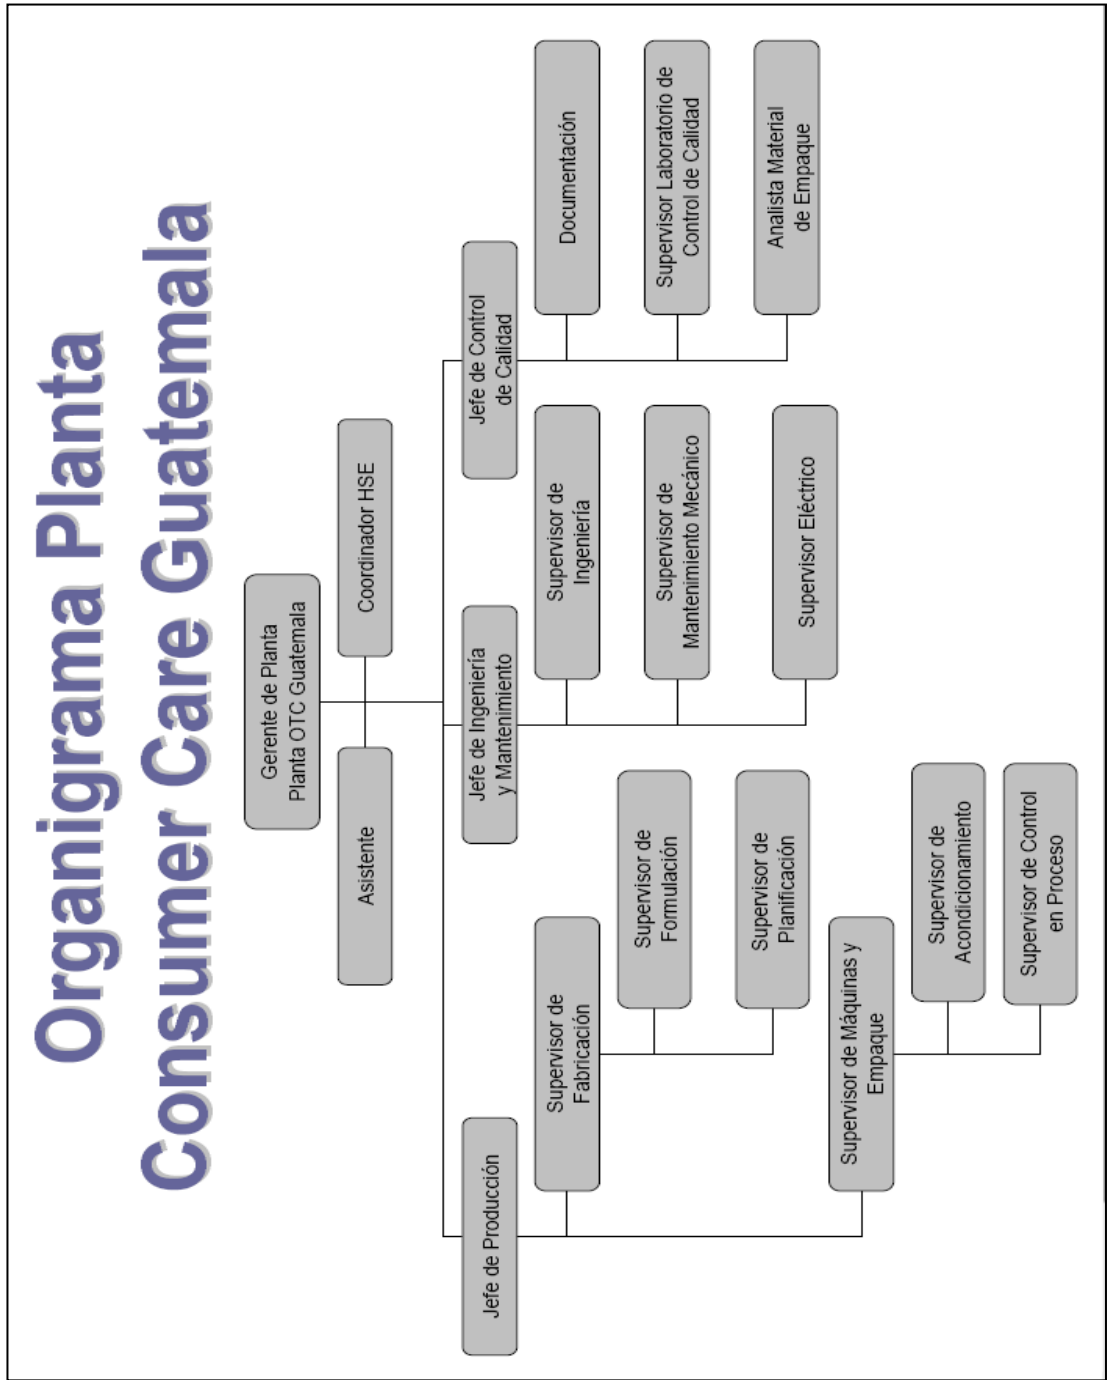 Organigrama Planta
Consumer Care Guatemala
Gerente de Planta
Planta OTC Guatemala
Asistente
Coordinador HSE
Jefe de Producción
Supervisor de
Fabricación
Supervisor de
Formulación
Supervisor de
Planificación
Supervisor de Máquinas y
Empaque
Supervisor de
Acondicionamiento
Supervisor de Control
en Proceso
Jefe de Ingeniería
y Mantenimiento
Supervisor de
Ingeniería
Supervisor de
Mantenimiento Mecánico
Supervisor Eléctrico
Jefe de Control
de Calidad
Documentación
Supervisor Laboratorio de
Control de Calidad
Analista Material
de Empaque